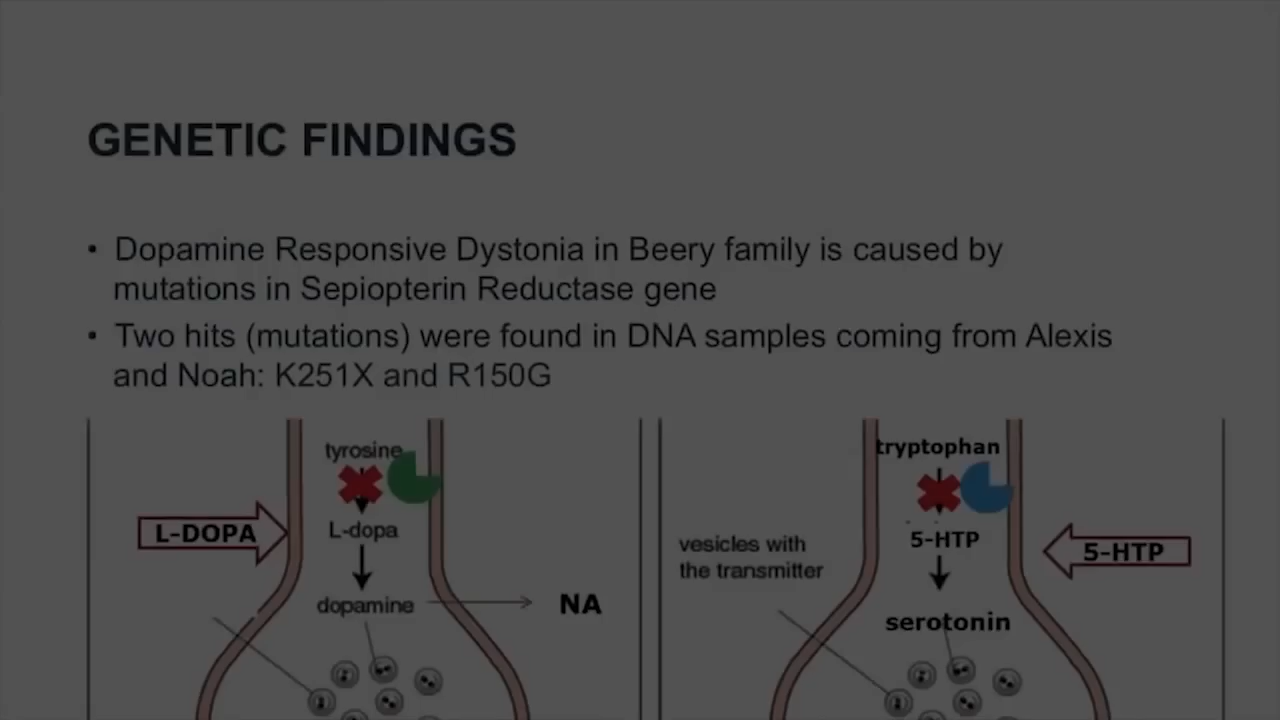 GENETIC FINDINGS
• Dopamine Responsive Dystonia in Beery family is caused by
mutations in Sepiopterin Reductase gene
• Two hits (mutations) were found in DNA samples coming from Alexis
and Noah: K251X and R150G
tyrosine
L-DOPA
L-dopa
dopamine
NA
tryptophan
vesicles with
the transmitter
5-HTP
5-HTP
serotonin